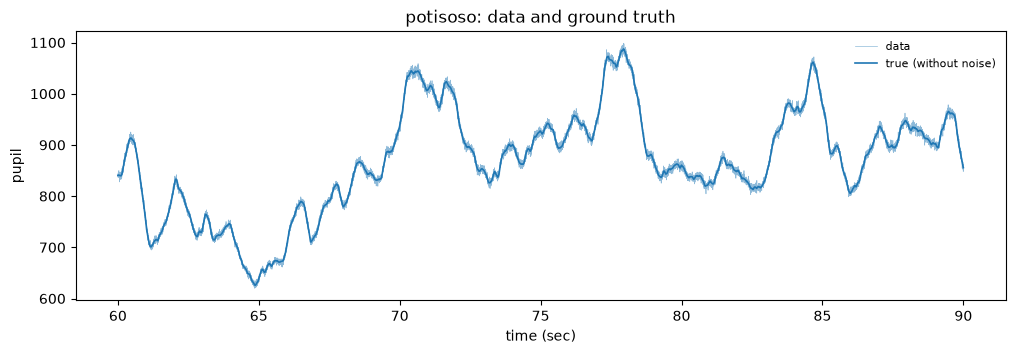 potisoso: data and ground truth
data
true (without noise)
pupil
1100
1000
900
800
700
600
60
65
70
75
80
85
90
time (sec)